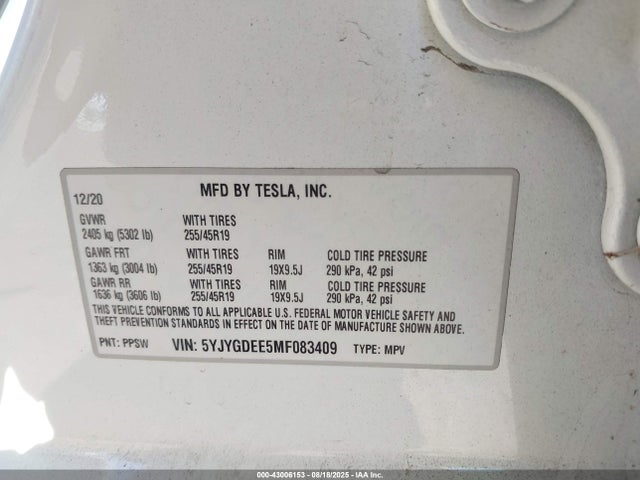 MFD BY TESLA, INC.
12/20
GVWR WITH TIRES
2405 kg (5302 lb) 255/45R19
GAWR FRT WITH TIRES RIM COLD TIRE PRESSURE
1363 kg (3004 lb) 255/45R19 19X9.5J 290 kPa, 42 psi
GAWR RR WITH TIRES RIM COLD TIRE PRESSURE
1636 kg (3606 lb) 255/45R19 19X9.5J 290 kPa, 42 psi
THIS VEHICLE CONFORMS TO ALL APPLICABLE U.S. FEDERAL MOTOR VEHICLE SAFETY AND
THEFT PREVENTION STANDARDS IN EFFECT ON THE DATE OF MANUFACTURE SHOWN ABOVE.
PNT: PPSW VIN: 5YJYGDEE5MF083409 TYPE: MPV
000-43006153 - 08/18/2025 - IAAI.com